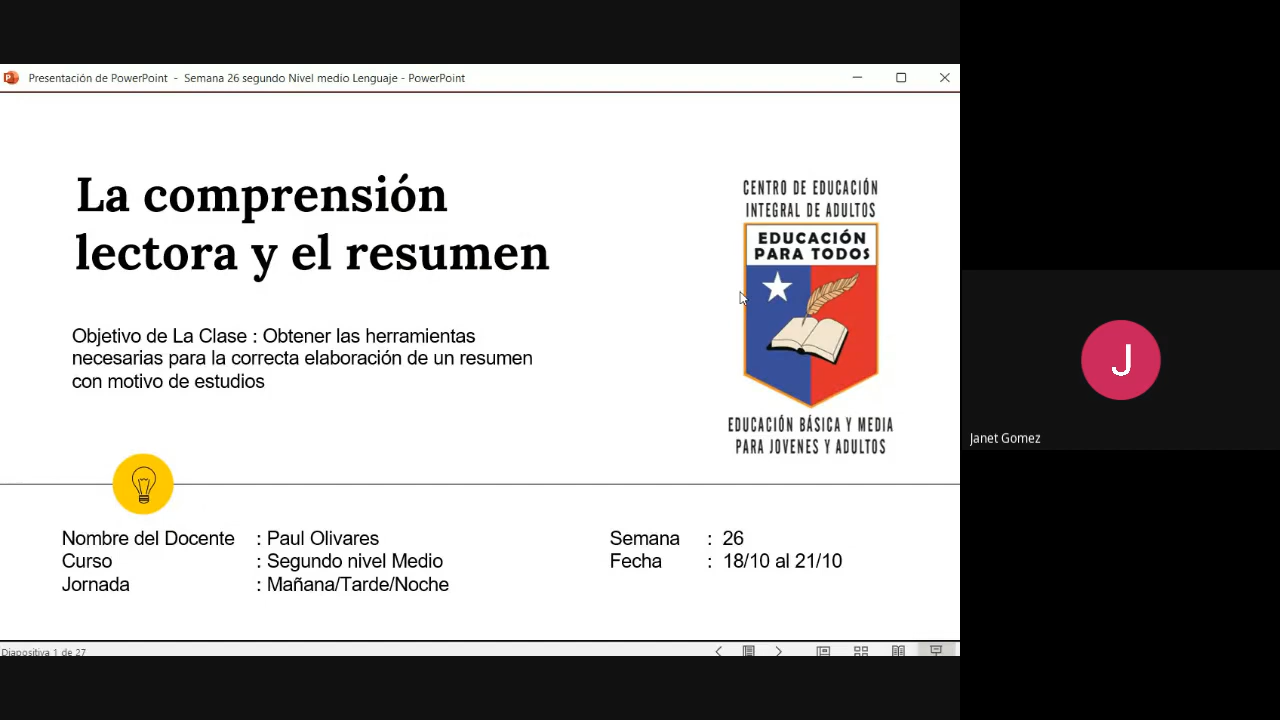 Presentación de PowerPoint - Semana 26 segundo Nivel medio Lenguaje - PowerPoint
La comprensión
lectora y el resumen
Objetivo de La Clase : Obtener las herramientas
necesarias para la correcta elaboración de un resumen
con motivo de estudios
CENTRO DE EDUCACIÓN
INTEGRAL DE ADULTOS
EDUCACIÓN
PARA TODOS
EDUCACIÓN BÁSICA Y MEDIA
PARA JOVENES Y ADULTOS
Nombre del Docente : Paul Olivares
Curso : Segundo nivel Medio
Jornada : Mañana/Tarde/Noche
Semana : 26
Fecha : 18/10 al 21/10
Diapositiva 1 de 27
J
Janet Gomez